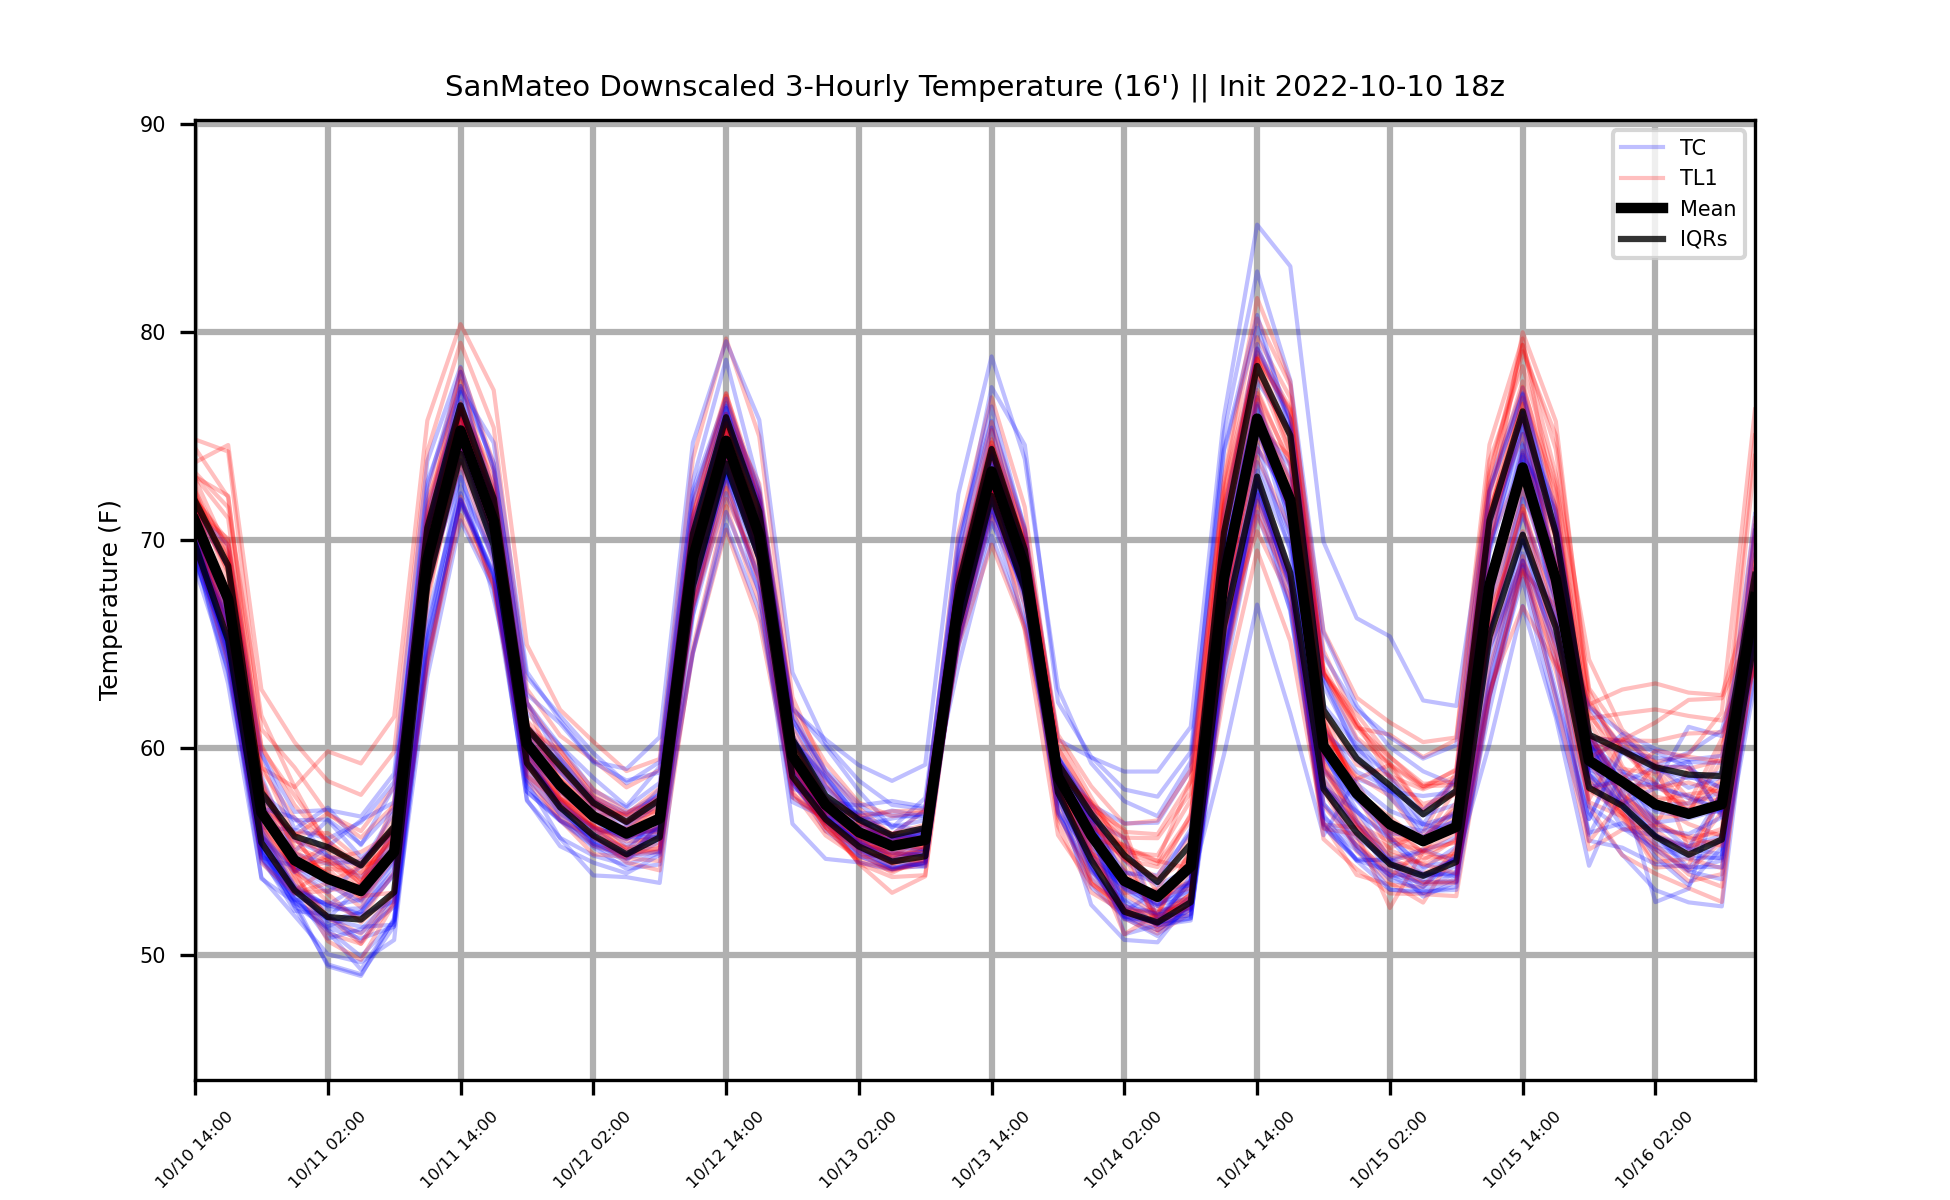 SanMateo Downscaled 3-Hourly Temperature (16') || Init 2022-10-10 18z
TC
TL1
Mean
IQRs
Temperature (F)
90
80
70
60
50
10/10 14:00
10/11 02:00
10/11 14:00
10/12 02:00
10/12 14:00
10/13 02:00
10/13 14:00
10/14 02:00
10/14 14:00
10/15 02:00
10/15 14:00
10/16 02:00